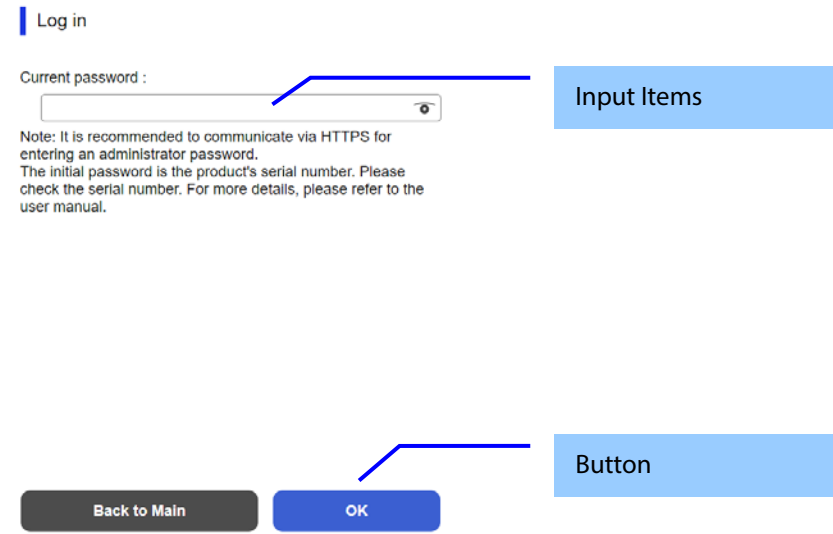 Log in
Current password :
Input Items
Note: It is recommended to communicate via HTTPS for
entering an administrator password.
The initial password is the product's serial number. Please
check the serial number. For more details, please refer to the
user manual.
Button
Back to Main
OK